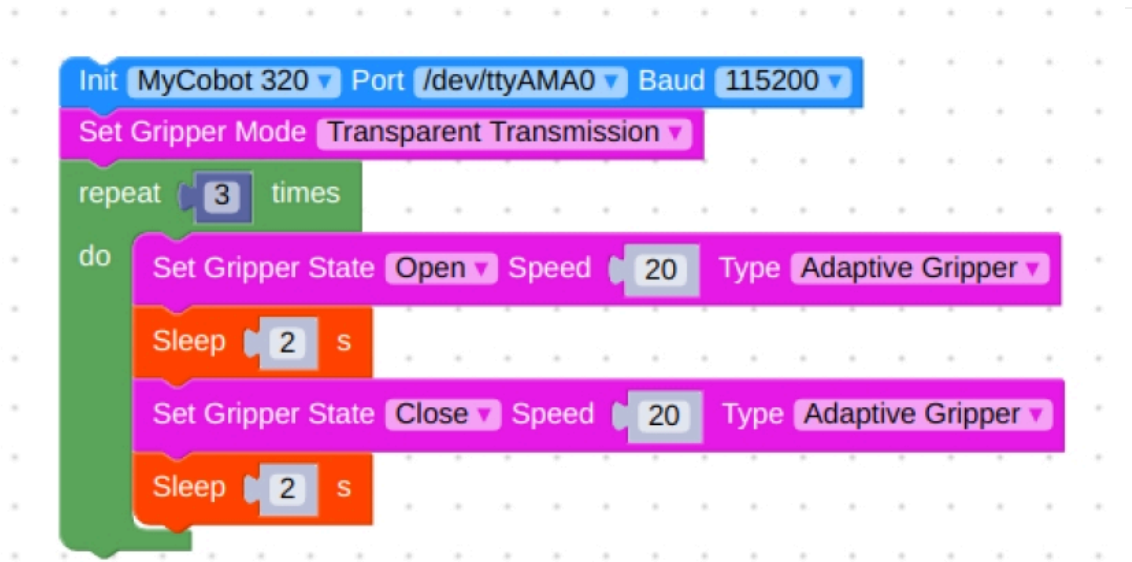 Init MyCobot 320 Port /dev/ttyAMA0 Baud 115200
Set Gripper Mode Transparent Transmission
repeat 3 times
do
Set Gripper State Open Speed 20 Type Adaptive Gripper
Sleep 2 s
Set Gripper State Close Speed 20 Type Adaptive Gripper
Sleep 2 s